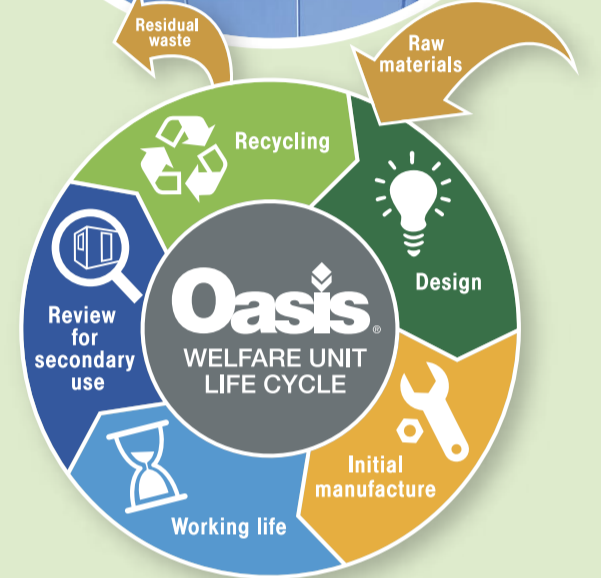 Residual
waste
Raw
materials
Recycling
Design
Initial
manufacture
Working life
Review
for
secondary
use
Oasis®
WELFARE UNIT
LIFE CYCLE